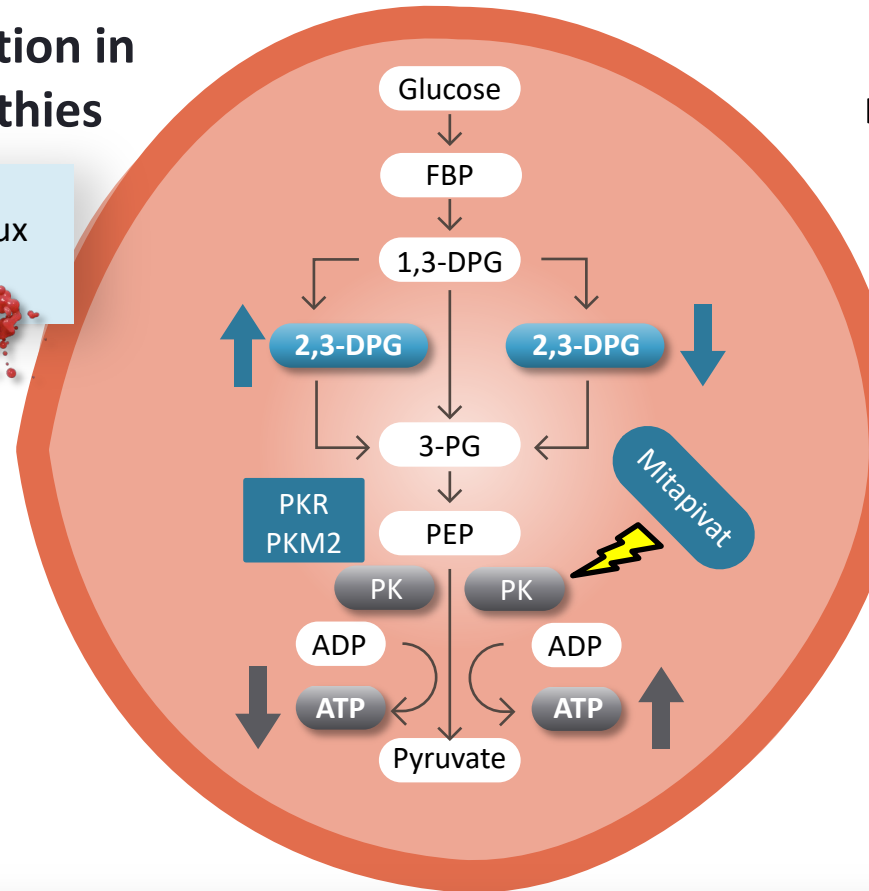 tion in
thies
ux
Glucose
FBP
1,3-DPG
2,3-DPG
2,3-DPG
3-PG
Mitapivat
PKR
PKM2
PEP
PK
PK
ADP
ADP
ATP
ATP
Pyruvate